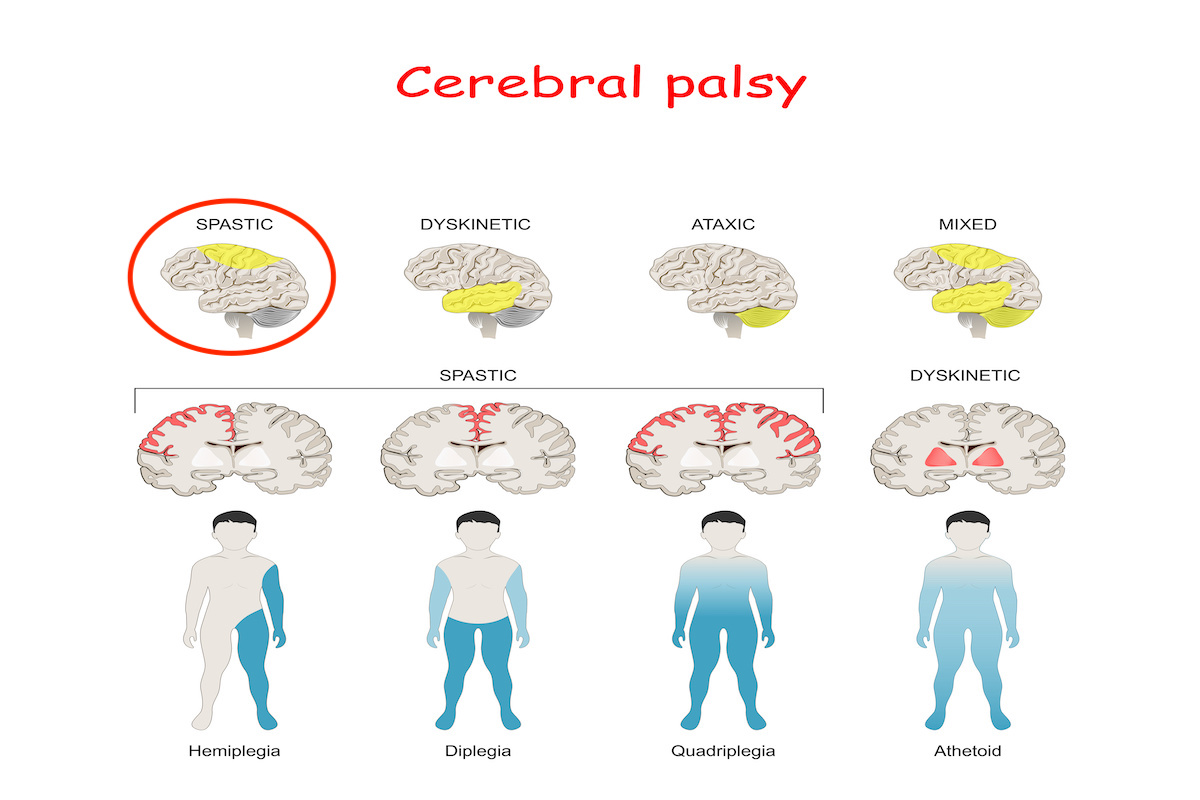 Cerebral palsy
SPASTIC DYSKINETIC ATAXIC MIXED
SPASTIC DYSKINETIC
Hemiplegia Diplegia Quadriplegia Athetoid